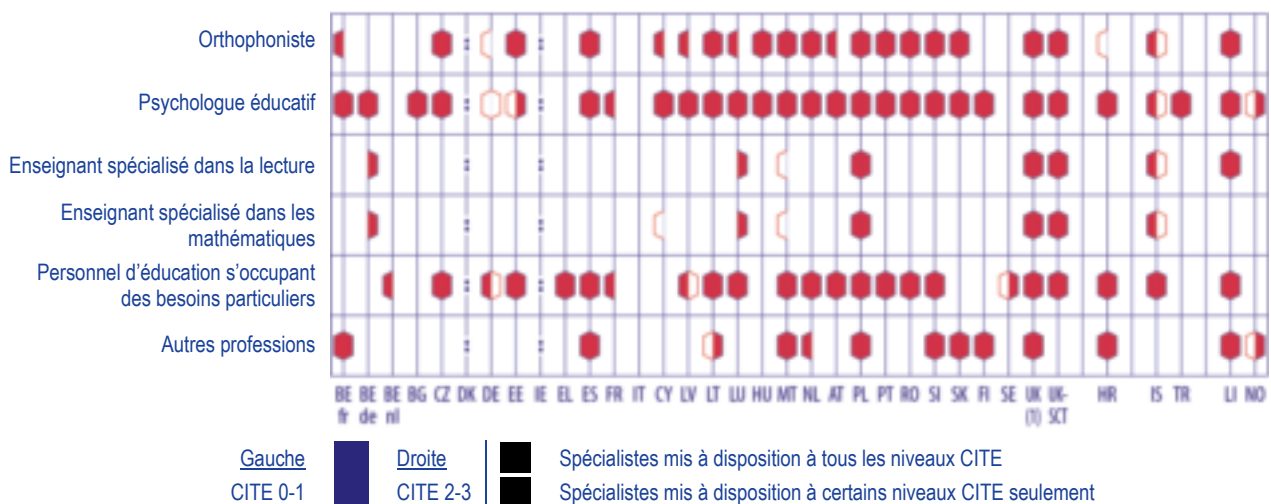 Orthophoniste
Psychologue éducatif
Enseignant spécialisé dans la lecture
Enseignant spécialisé dans les
mathématiques
Personnel d'éducation s'occupant
des besoins particuliers
Autres professions
BE BE BE BG CZ DK DE EE IE EL ES FR IT CY LV LT LU HU MT NL AT PL PT RO SI SK FI SE UK UK- HR IS TR LI NO
fr de nl (1) SCT
Gauche Droite Spécialistes mis à disposition à tous les niveaux CITE
CITE 0-1 CITE 2-3 Spécialistes mis à disposition à certains niveaux CITE seulement